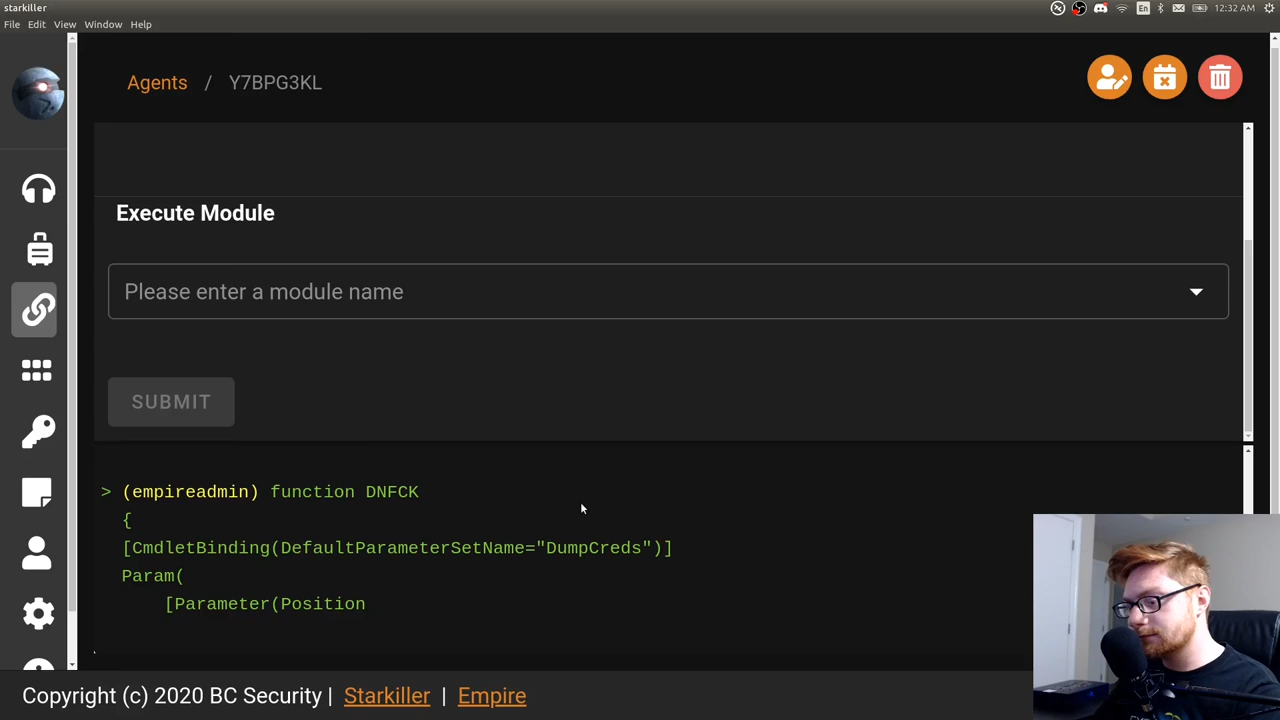 starkiller
En
12:32 AM
File Edit View Window Help
Agents / Y7BPG3KL
Execute Module
Please enter a module name
SUBMIT
> (empireadmin) function DNFCK
{
[CmdletBinding(DefaultParameterSetName="DumpCreds")]
Param(
[Parameter(Position
Copyright (c) 2020 BC Security | Starkiller | Empire